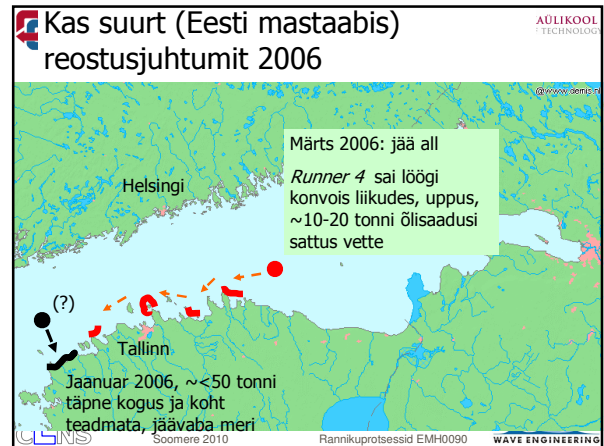 Kas suurt (Eesti mastaabis)
reostusjuhtumit 2006
AÜLIKOOL
TECHNOLOGY
@www.demis.nl
Märts 2006: jää all
Runner 4 sai löögi
konvois liikudes, uppus,
~10-20 tonni õlisaadusi
sattus vette
Helsingi
(?)
Tallinn
Jaanuar 2006, ~<50 tonni
täpne kogus ja koht
teadmata, jäävaba meri
CENS
Soomere 2010
Rannikuprotsessid EMH0090
WAVE ENGINEERING